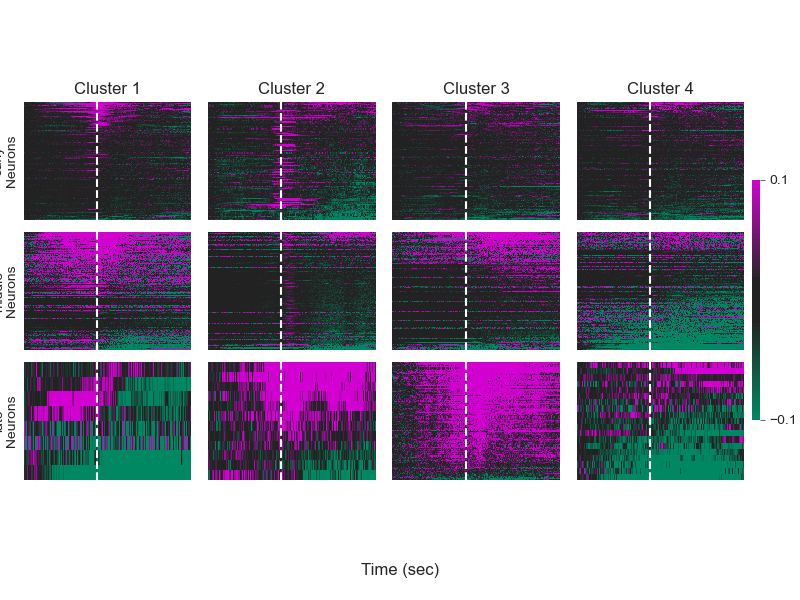 Cluster 1
Cluster 2
Cluster 3
Cluster 4
Neurons
Neurons
Neurons
0.1
−0.1
Time (sec)